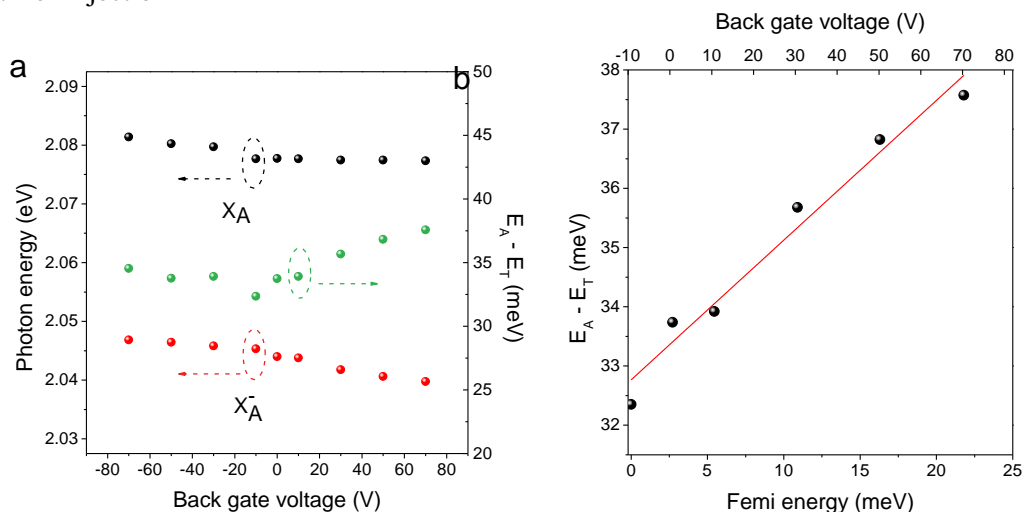 a
b
2.09
2.08
2.07
2.06
2.05
2.04
2.03
Photon energy (eV)
X_A
X_A^-
-80 -60 -40 -20 0 20 40 60 80
Back gate voltage (V)
50
45
40
35
30
25
20
E_A - E_T (meV)
Back gate voltage (V)
-10 0 10 20 30 40 50 60 70 80
38
37
36
35
34
33
32
E_A - E_T (meV)
0 5 10 15 20 25
Femi energy (meV)